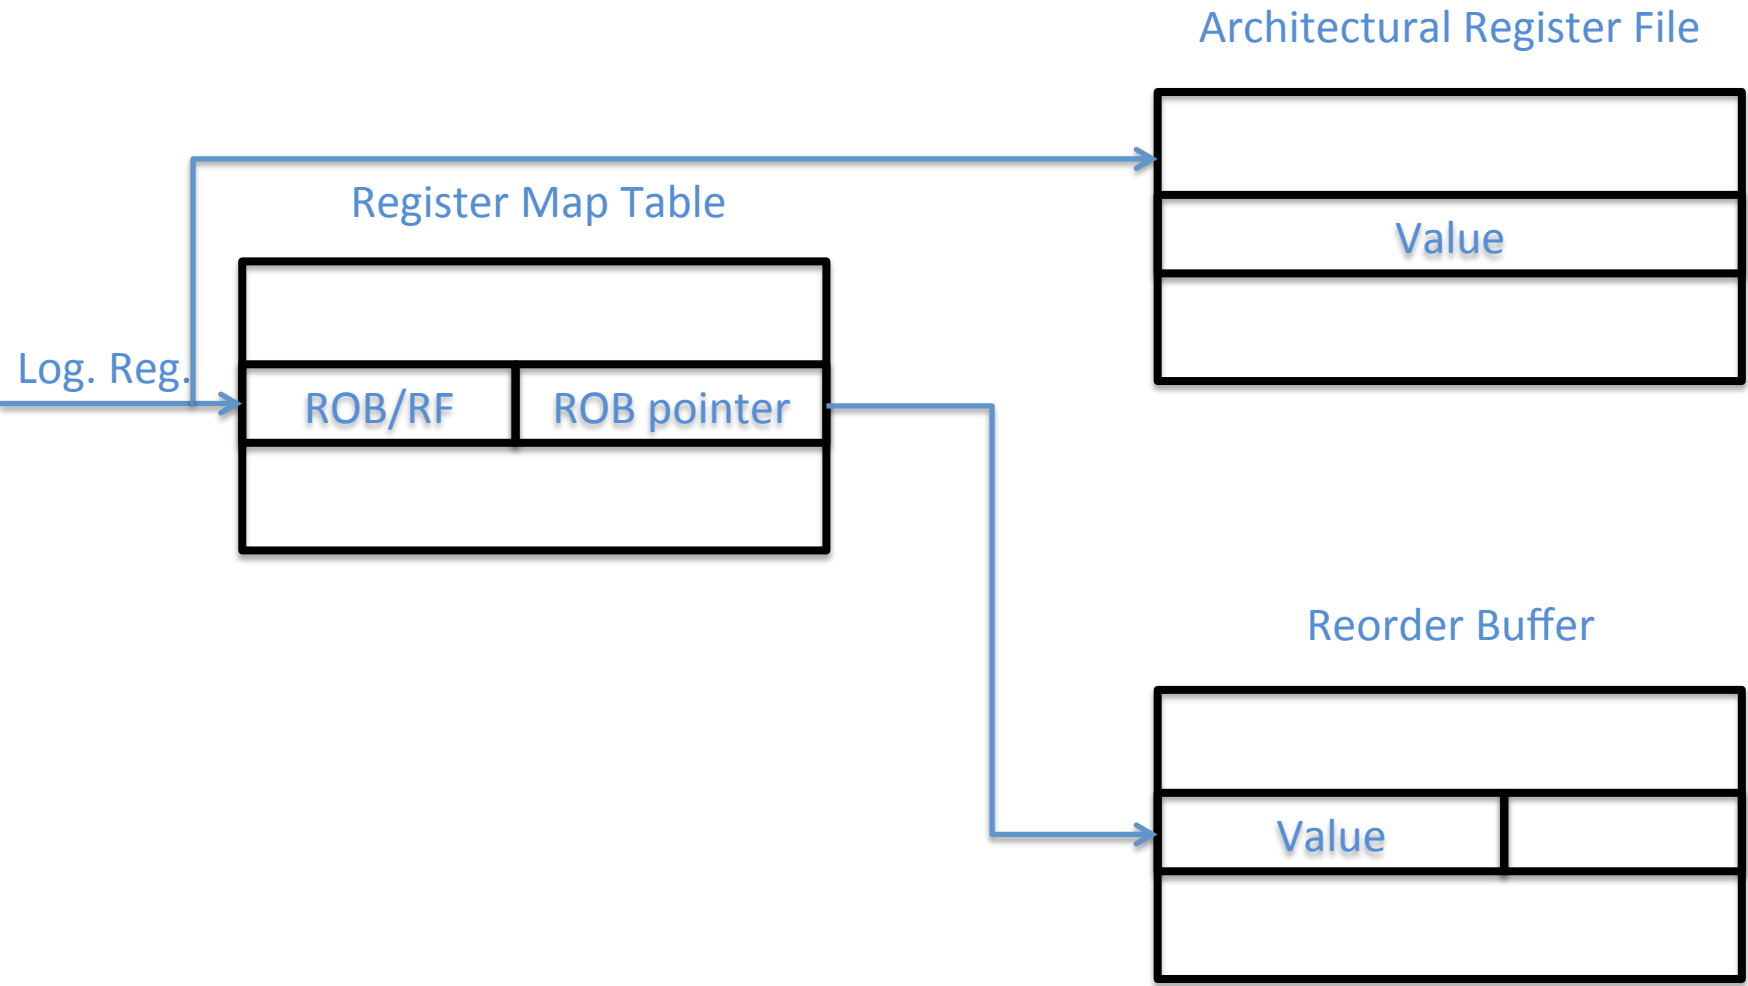 Architectural Register File
Register Map Table
Value
Log. Reg.
ROB/RF
ROB pointer
Reorder Buffer
Value